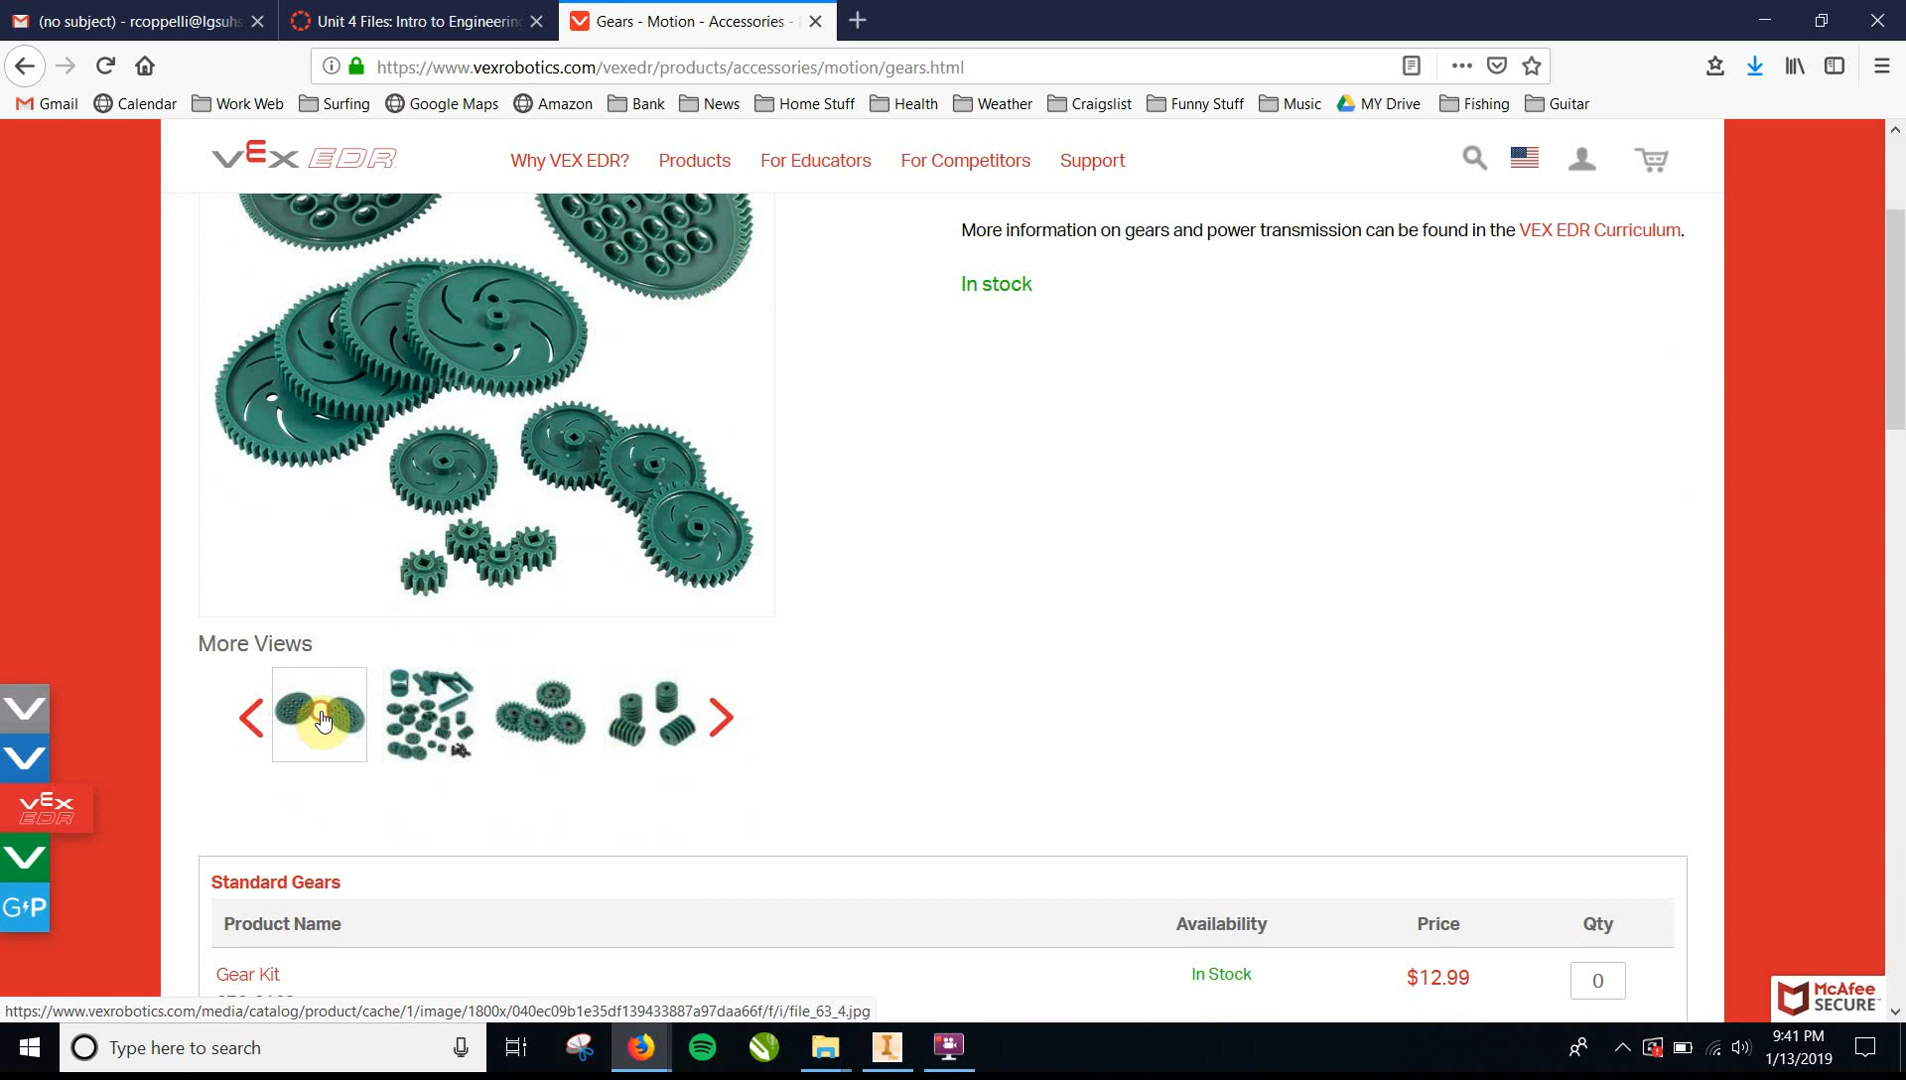 (no subject) - rcoppelli@lgsuhs
Unit 4 Files: Intro to Engineering
Gears - Motion - Accessories -
https://www.vexrobotics.com/vexedr/products/accessories/motion/gears.html
Gmail Calendar Work Web Surfing Google Maps Amazon Bank News Home Stuff Health Weather Craigslist Funny Stuff Music MY Drive Fishing Guitar
VEX EDR Why VEX EDR? Products For Educators For Competitors Support
More information on gears and power transmission can be found in the VEX EDR Curriculum.
In stock
More Views
VEX
EDR
G⚡P
Standard Gears
Product Name Availability Price Qty
Gear Kit In Stock $12.99 0
McAfee
SECURE
https://www.vexrobotics.com/media/catalog/product/cache/1/image/1800x/040ec09b1e35df139433887a97daa66f/f/i/file_63_4.jpg
Type here to search
9:41 PM
1/13/2019